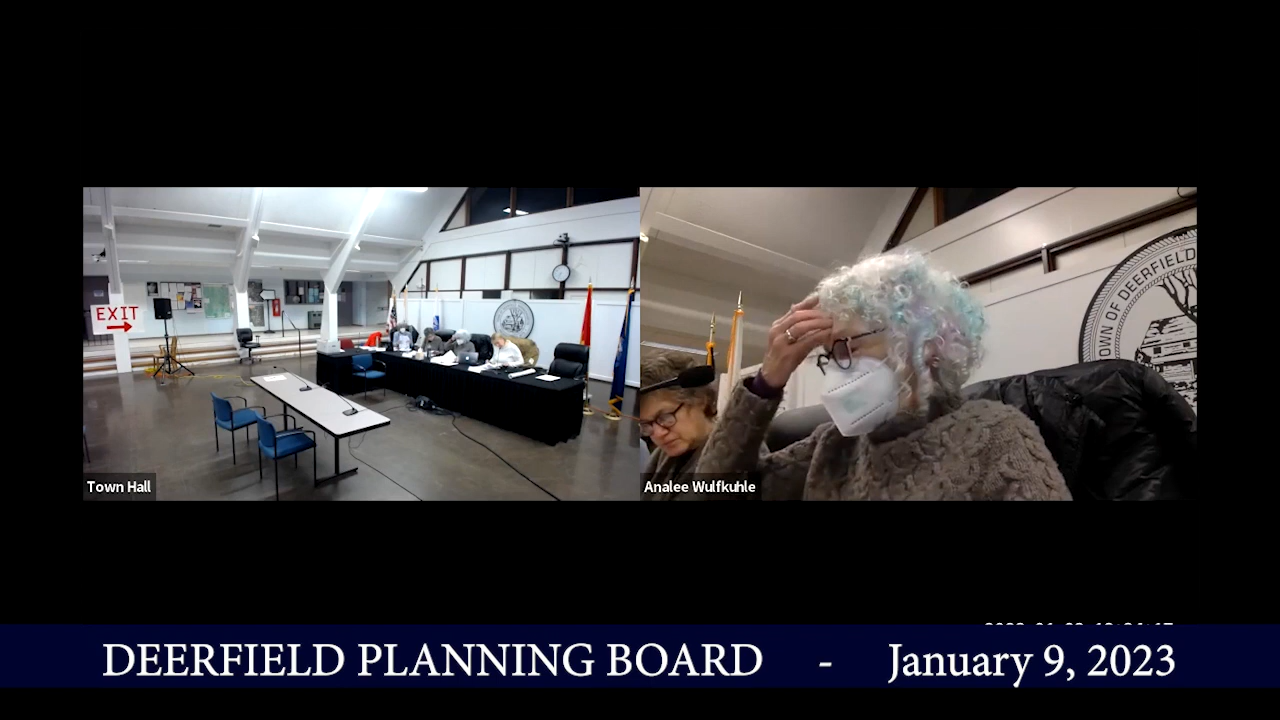 EXIT
Town Hall
TOWN OF DEERFIELD
Analee Wulfkuhle
DEERFIELD PLANNING BOARD - January 9, 2023